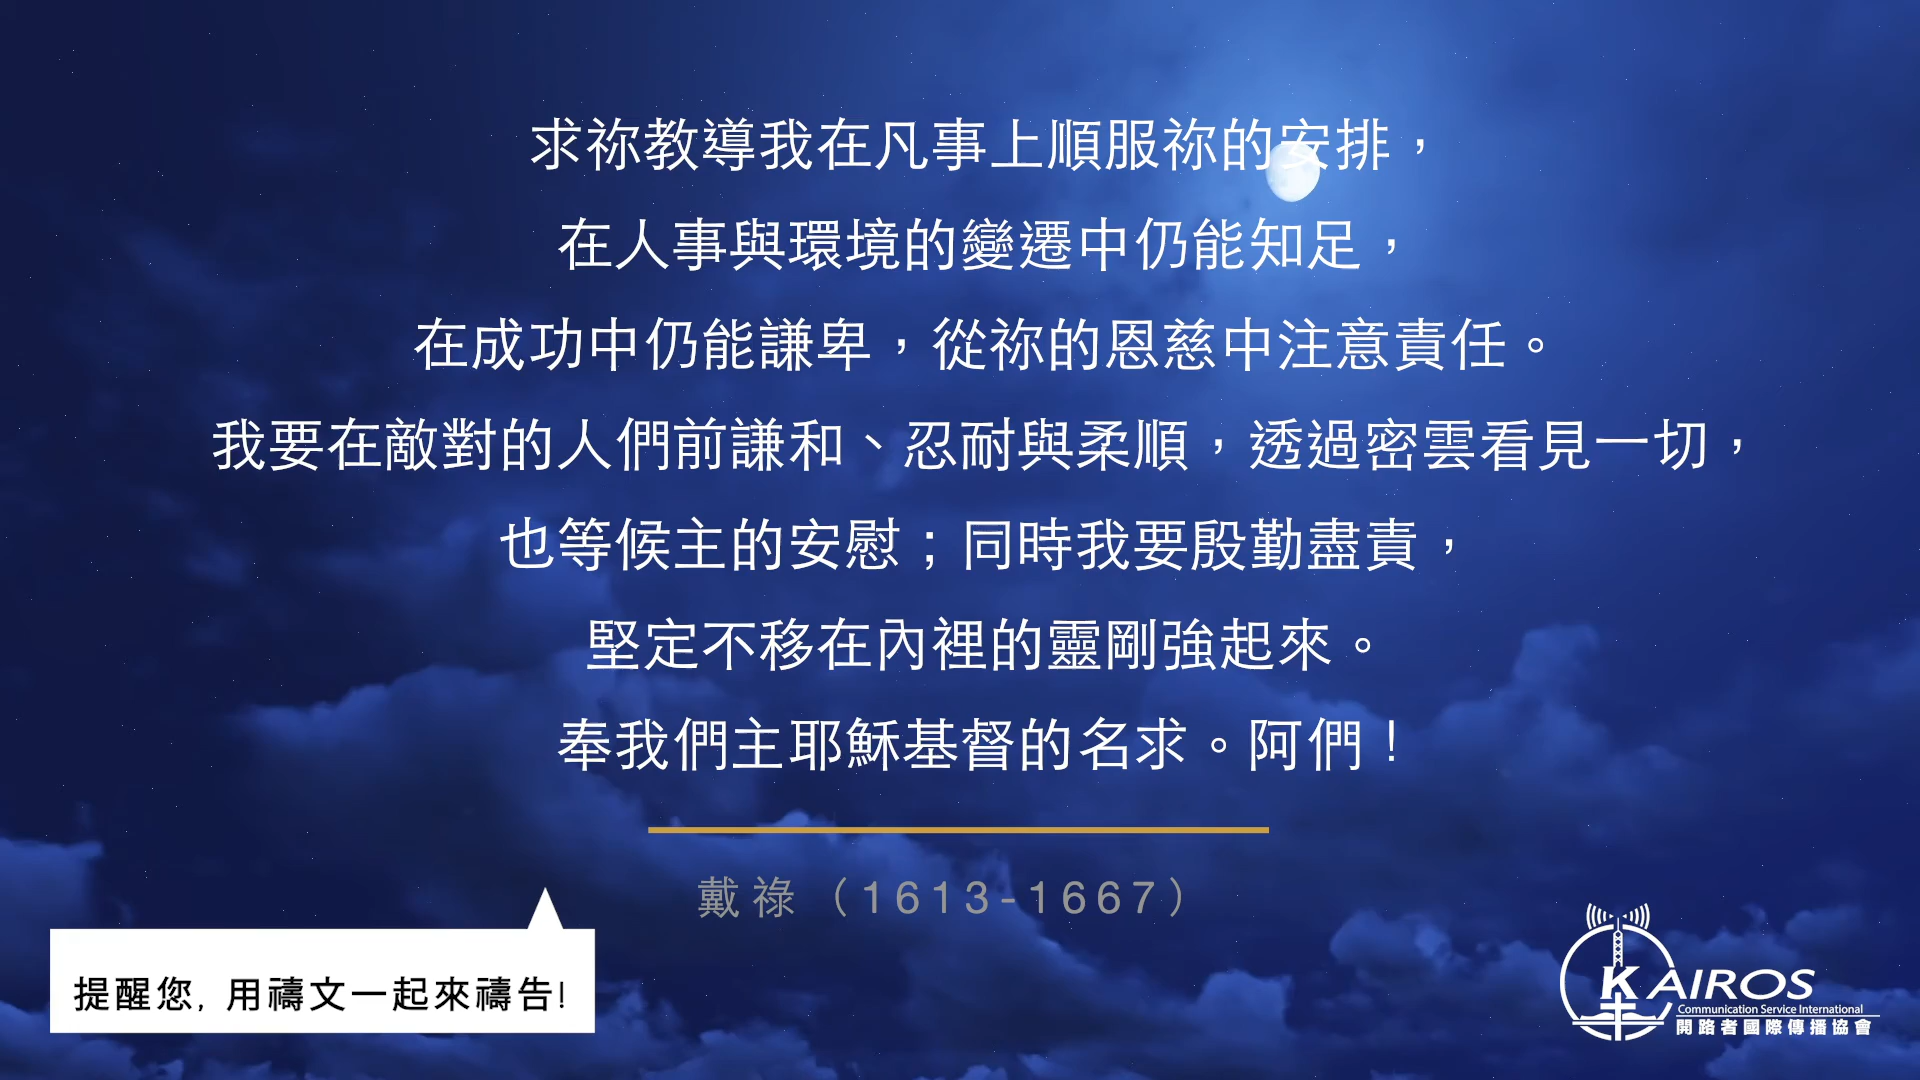 求祢教導我在凡事上順服祢的安排，
在人事與環境的變遷中仍能知足，
在成功中仍能謙卑，從祢的恩慈中注意責任。
我要在敵對的人們前謙和、忍耐與柔順，透過密雲看見一切，
也等候主的安慰；同時我要殷勤盡責，
堅定不移在內裡的靈剛強起來。
奉我們主耶穌基督的名求。阿們！
戴祿（1613-1667）
提醒您, 用禱文一起來禱告!
KAIROS
Communication Service International
開路者國際傳播協會